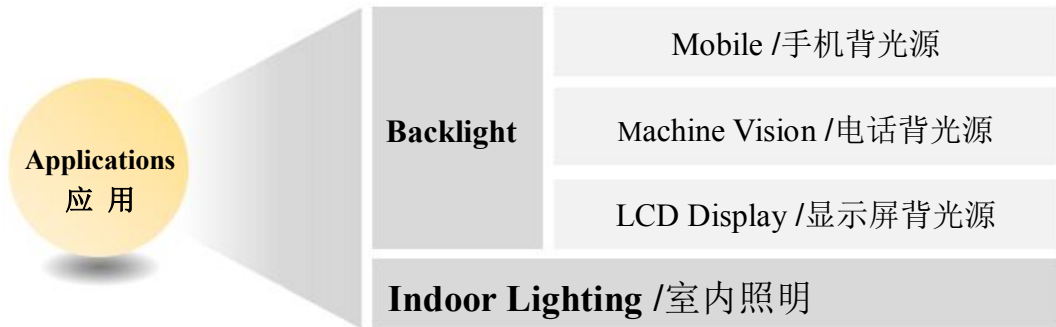 Applications
应 用
Backlight
Mobile /手机背光源
Machine Vision /电话背光源
LCD Display /显示屏背光源
Indoor Lighting /室内照明